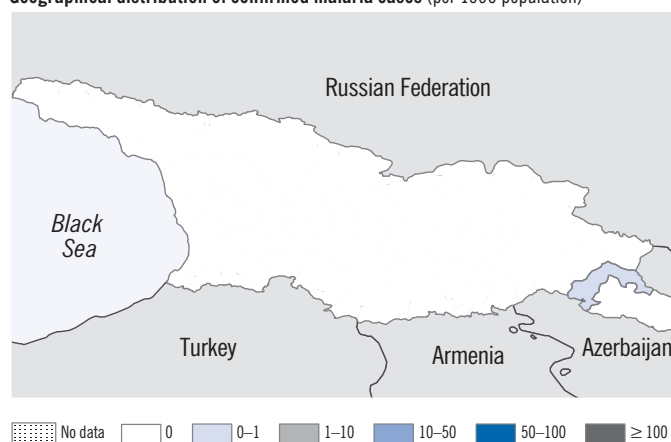 Geographical distribution of confirmed malaria cases (per 1000 population)
Russian Federation
Black
Sea
Turkey
Armenia
Azerbaijan
No data
0
0–1
1–10
10–50
50–100
≥ 100